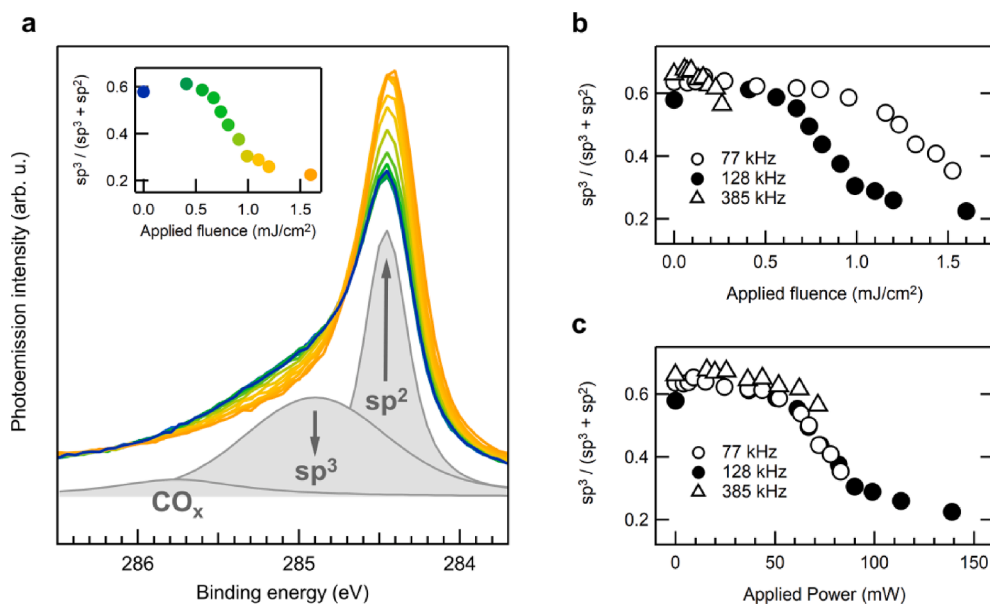 a
Photoemission intensity (arb. u.)
sp³ / (sp³ + sp²)
0.6
0.4
0.2
0.0 0.5 1.0 1.5
Applied fluence (mJ/cm²)
sp²
sp³
COₓ
286 285 284
Binding energy (eV)
b
sp³ / (sp³ + sp²)
0.6
0.4
0.2
77 kHz
128 kHz
385 kHz
0.0 0.5 1.0 1.5
Applied fluence (mJ/cm²)
c
sp³ / (sp³ + sp²)
0.6
0.4
0.2
77 kHz
128 kHz
385 kHz
0 50 100 150
Applied Power (mW)